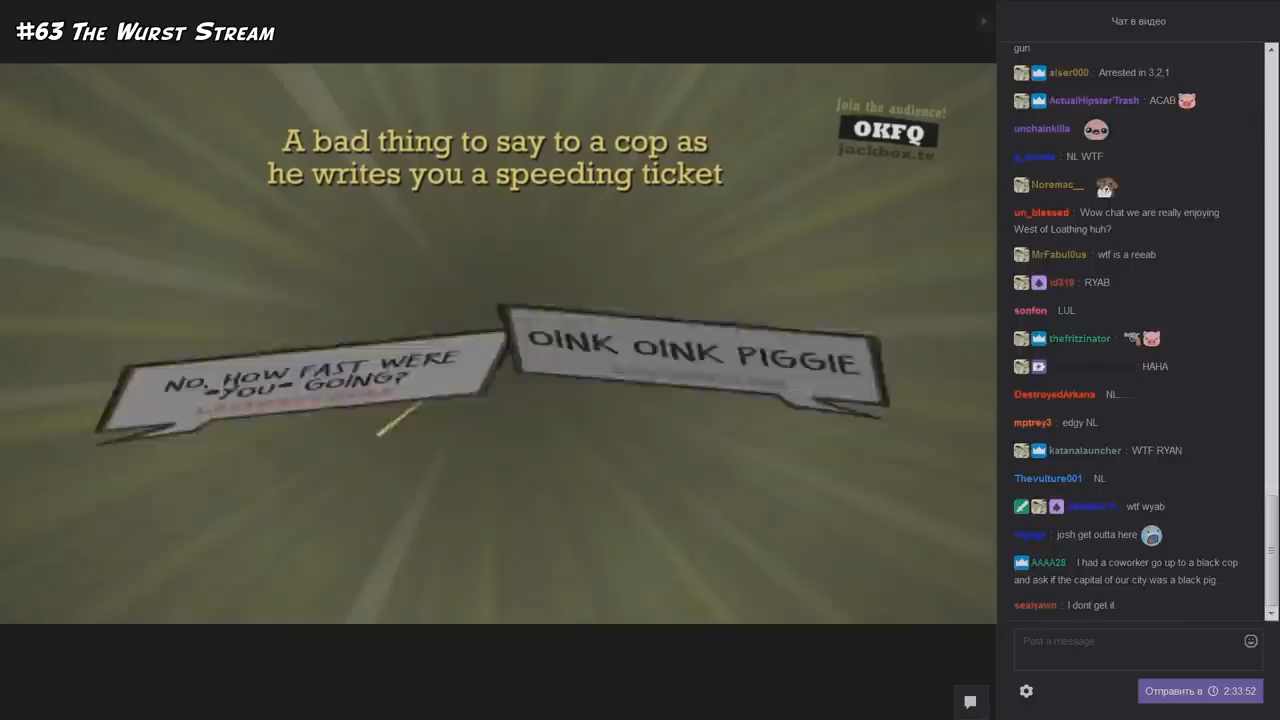 #63 THE WURST STREAM
Join the audience!
OKFQ
jackbox.tv
A bad thing to say to a cop as
he writes you a speeding ticket
NO, HOW FAST WERE
-YOU- GOING?
OINK OINK PIGGIE
Чат в видео
gun
alser000 : Arrested in 3,2,1
ActualHipsterTrash : ACAB
unchainkilla
NL WTF
Noremac__
un_blessed : Wow chat we are really enjoying
West of Loathing huh?
MrFabul0us : wtf is a reeab
id319 : RYAB
sonfon LUL
thefritzinator :
HAHA
DestroyedArkana NL.....
mptrey3 : edgy NL
katanalauncher : WTF RYAN
Thevulture001 NL
wtf wyab
: josh get outta here
AAAA28 I had a coworker go up to a black cop
and ask if the capital of our city was a black pig...
sealyawn : I dont get it
Post a message
Отправить в 2:33:52